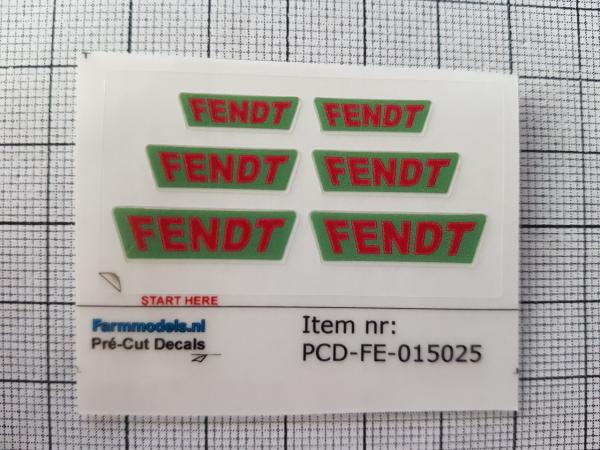 FENDT FENDT
FENDT FENDT
FENDT FENDT
START HERE
Farmmodels.nl
Pré-Cut Decals
Item nr:
PCD-FE-015025